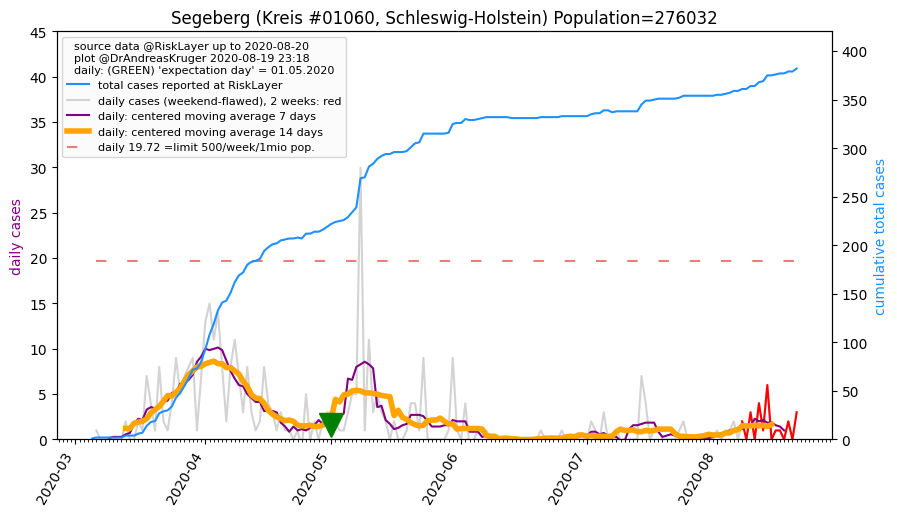 Segeberg (Kreis #01060, Schleswig-Holstein) Population=276032
source data @RiskLayer up to 2020-08-20
plot @DrAndreasKruger 2020-08-19 23:18
daily: (GREEN) 'expectation day' = 01.05.2020
total cases reported at RiskLayer
daily cases (weekend-flawed), 2 weeks: red
daily: centered moving average 7 days
daily: centered moving average 14 days
daily 19.72 =limit 500/week/1mio pop.
daily cases
45
40
35
30
25
20
15
10
5
0
cumulative total cases
400
350
300
250
200
150
100
50
0
2020-03
2020-04
2020-05
2020-06
2020-07
2020-08